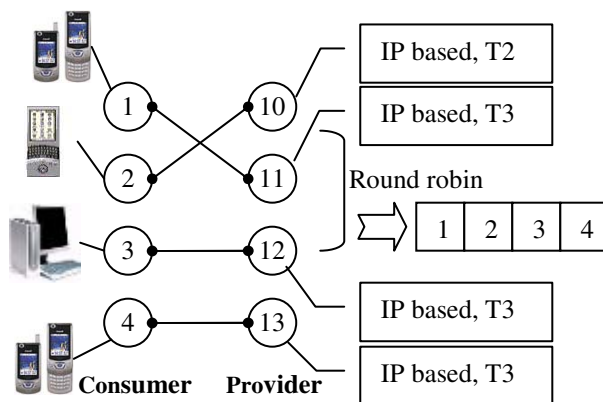 IP based, T2
1 10 IP based, T3
2 11
Round robin
1 2 3 4
3 12
IP based, T3
4 13
IP based, T3
Consumer Provider